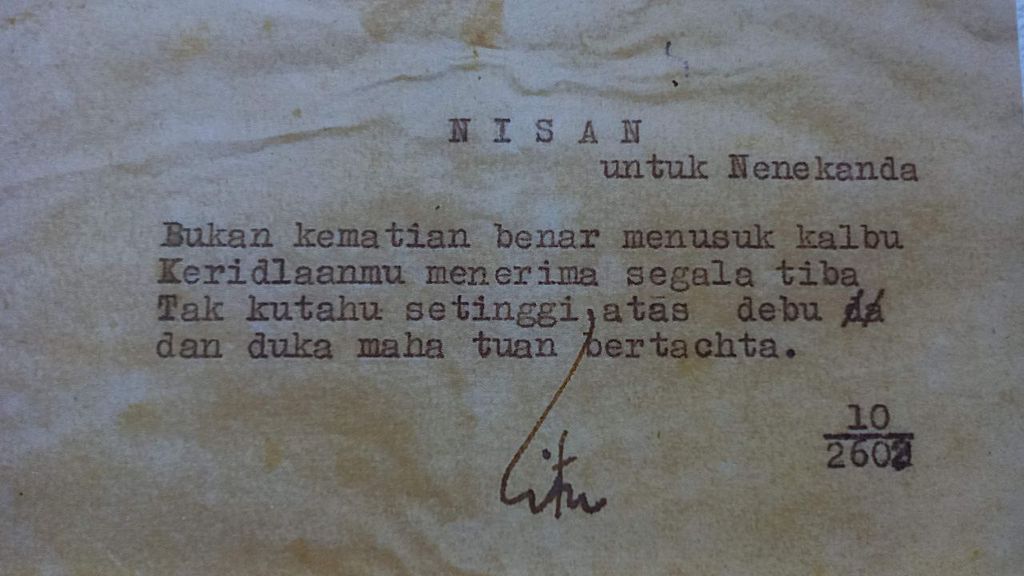 N I S A N
untuk Nenekanda
Bukan kematian benar menusuk kalbu
Keridlaanmu menerima segala tiba
Tak kutahu setinggi atas debu
dan duka maha tuan bertachta.
itu
10
2602